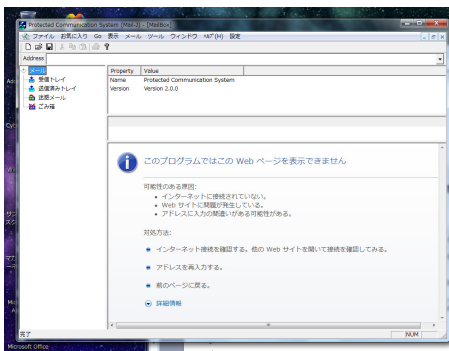 Protected Communication System [Mail-3] - [MailBox]
ファイル お気に入り Go 表示 メール ツール ウィンドウ ﾍﾙﾌﾟ(H) 設定
Address
メール
受信トレイ
送信済みトレイ
迷惑メール
ごみ箱
Property Value
Name Protected Communication System
Version Version 2.0.0
このプログラムではこの Web ページを表示できません
可能性のある原因:
• インターネットに接続されていない。
• Web サイトに問題が発生している。
• アドレスに入力の間違いがある可能性がある。
対処方法:
インターネット接続を確認する。他の Web サイトを開いて接続を確認してみる。
アドレスを再入力する。
前のページに戻る。
詳細情報
完了
NUM
Microsoft Office